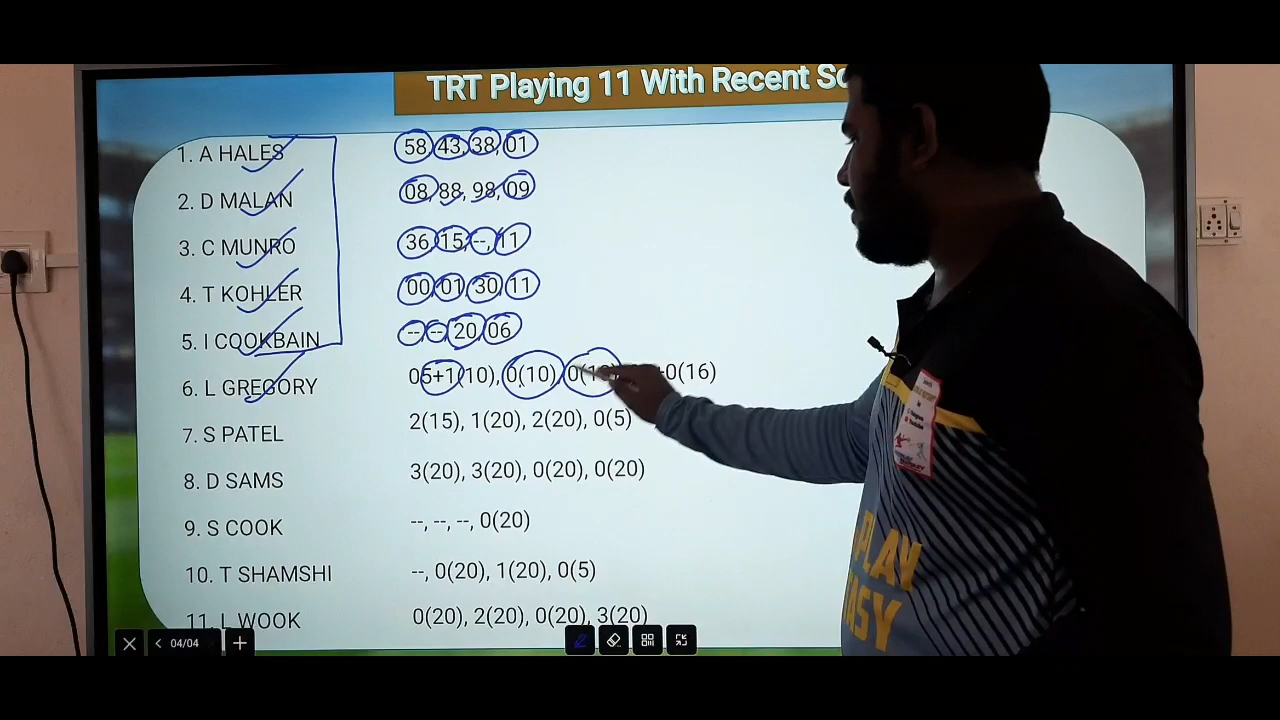 TRT Playing 11 With Recent
1. A HALES 58, 43, 38, 01
2. D MALAN 08, 88, 98, 09
3. C MUNRO 36, 15, --, 11
4. T KOHLER 00, 01, 30, 11
5. I COOKBAIN --, --, 20, 06
6. L GREGORY 05+1(10), 0(10), 0(16)
7. S PATEL 2(15), 1(20), 2(20), 0(5)
8. D SAMS 3(20), 3(20), 0(20), 0(20)
9. S COOK --, --, --, 0(20)
10. T SHAMSHI --, 0(20), 1(20), 0(5)
11. L WOOK 0(20), 2(20), 0(20), 3(20)
04/04
PLAY
EASY